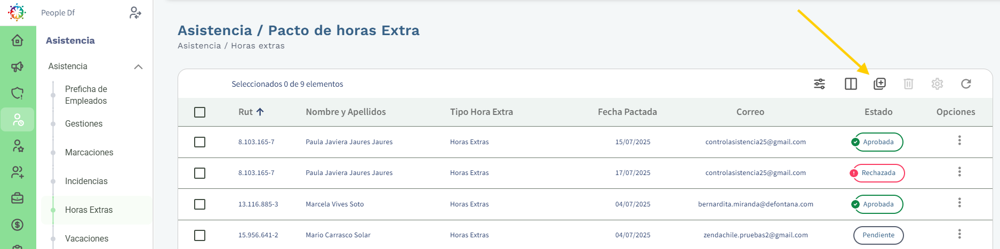 People Df
Asistencia
Asistencia
Preficha de
Empleados
Gestiones
Marcaciones
Incidencias
Horas Extras
Vacaciones
Asistencia / Pacto de horas Extra
Asistencia / Horas extras
Seleccionados 0 de 9 elementos
Rut Nombre y Apellidos Tipo Hora Extra Fecha Pactada Correo Estado Opciones
8.103.165-7 Paula Javiera Jaures Jaures Horas Extras 15/07/2025 controlasistencia25@gmail.com Aprobada
8.103.165-7 Paula Javiera Jaures Jaures Horas Extras 17/07/2025 controlasistencia25@gmail.com Rechazada
13.116.885-3 Marcela Vives Soto Horas Extras 04/07/2025 bernardita.miranda@defontana.com Aprobada
15.956.641-2 Mario Carrasco Solar Horas Extras 04/07/2025 zendachile.pruebas2@gmail.com Pendiente